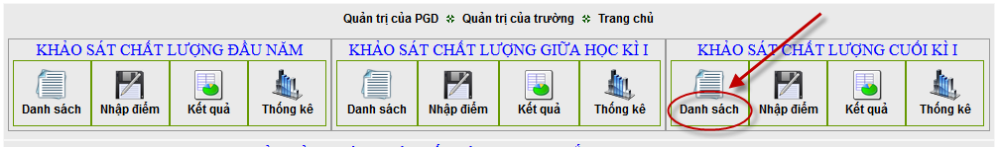 Quản trị của PGD Quản trị của trường Trang chủ
KHẢO SÁT CHẤT LƯỢNG ĐẦU NĂM
Danh sách Nhập điểm Kết quả Thống kê
KHẢO SÁT CHẤT LƯỢNG GIỮA HỌC KÌ I
Danh sách Nhập điểm Kết quả Thống kê
KHẢO SÁT CHẤT LƯỢNG CUỐI KÌ I
Danh sách Nhập điểm Kết quả Thống kê